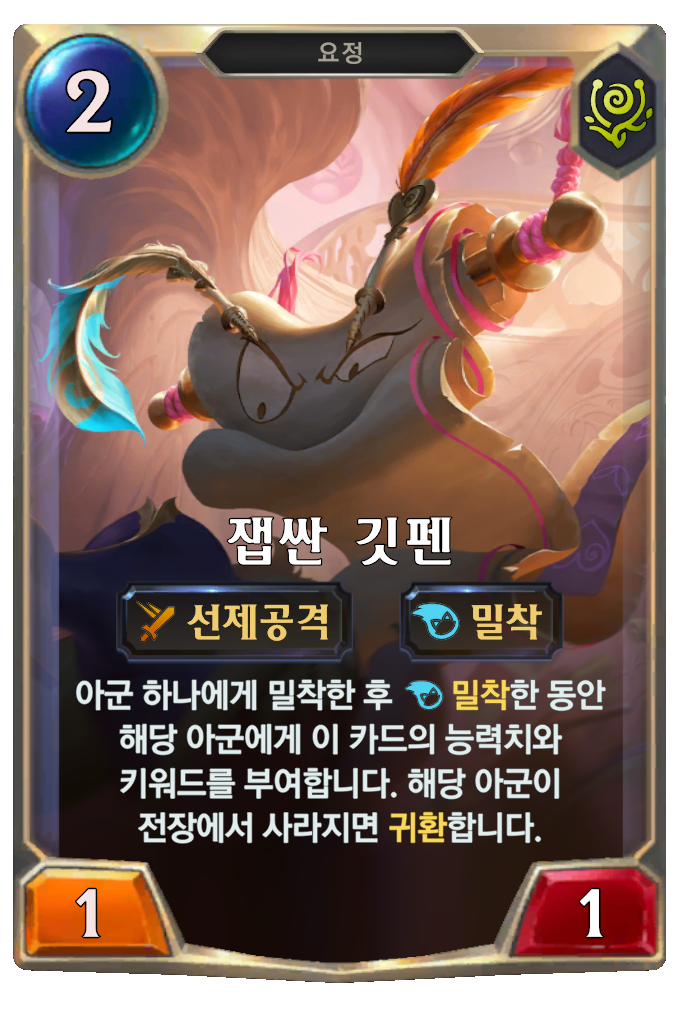 요정
2
잽싼 깃펜
선제공격 밀착
아군 하나에게 밀착한 후 밀착한 동안
해당 아군에게 이 카드의 능력치와
키워드를 부여합니다. 해당 아군이
전장에서 사라지면 귀환합니다.
1 1